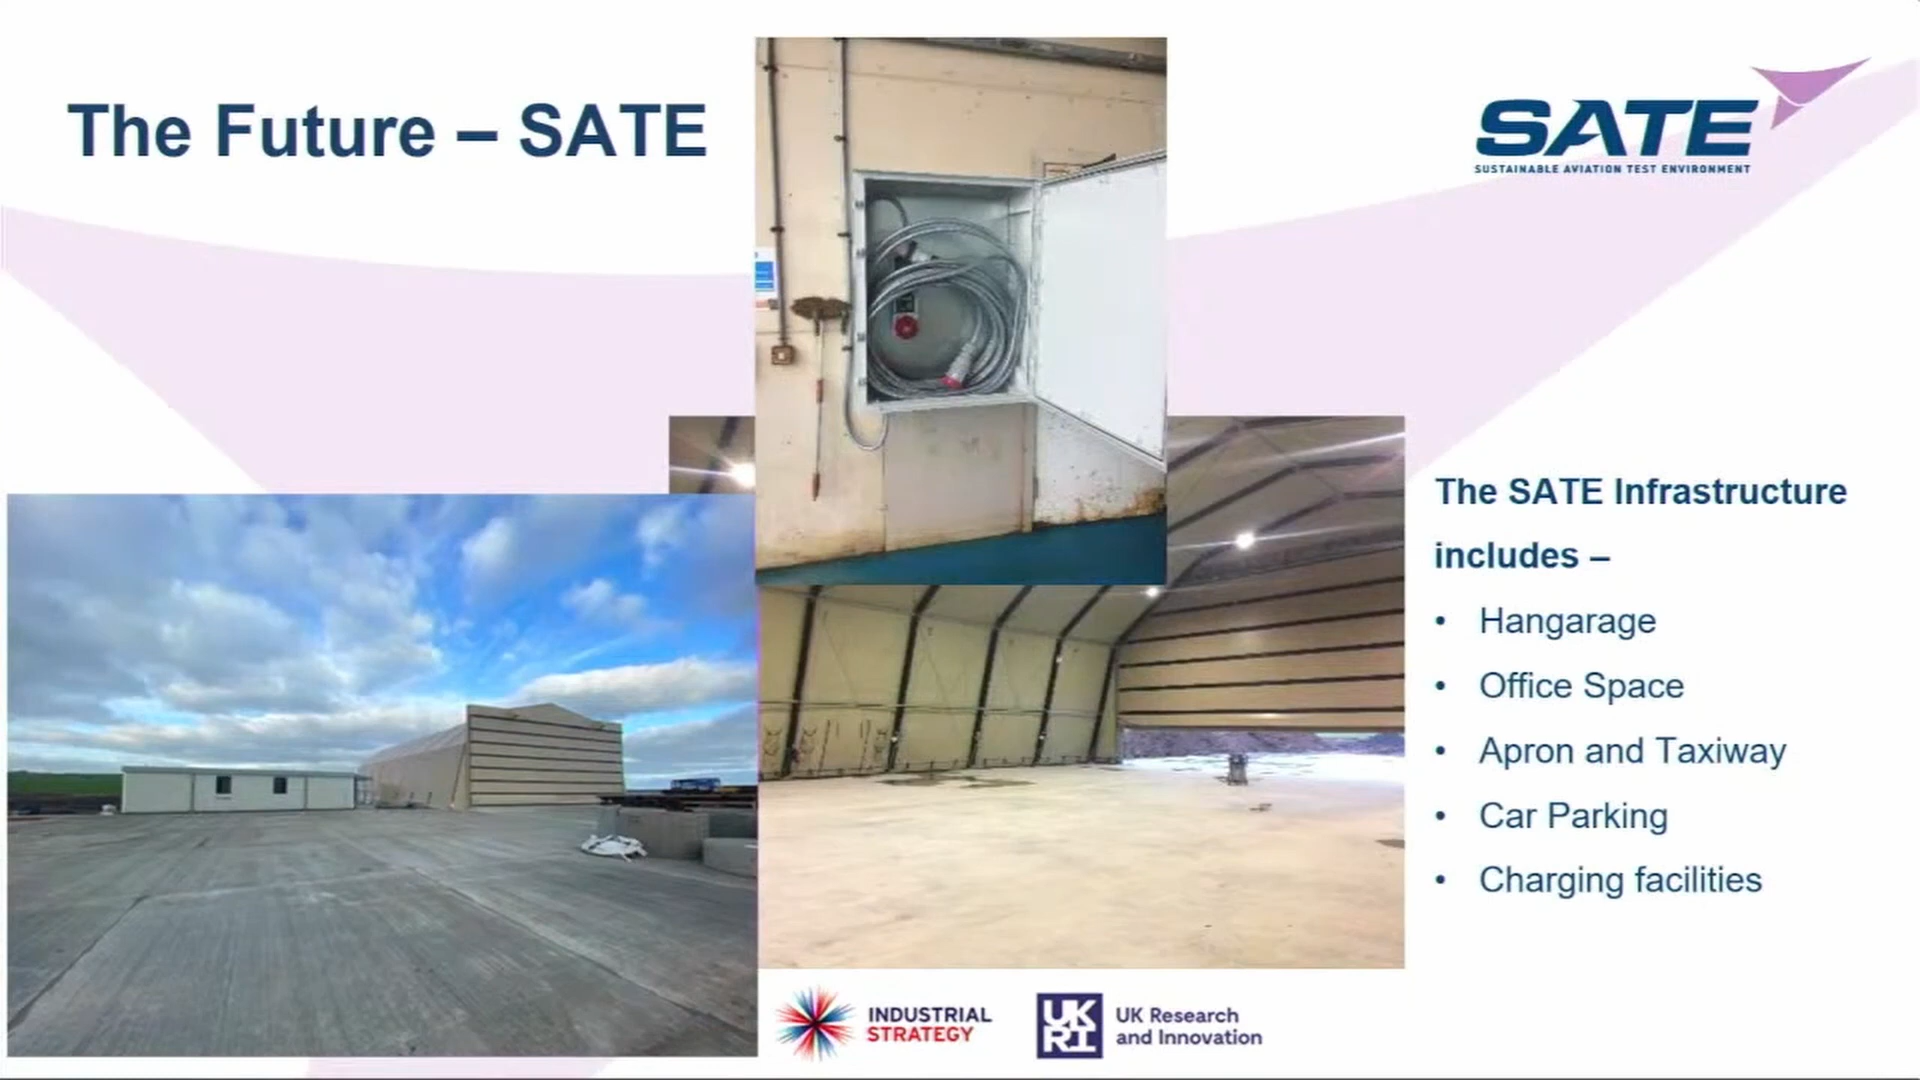 The Future – SATE
SATE
SUSTAINABLE AVIATION TEST ENVIRONMENT
The SATE Infrastructure
includes –
• Hangarage
• Office Space
• Apron and Taxiway
• Car Parking
• Charging facilities
INDUSTRIAL
STRATEGY
UK
RI
UK Research
and Innovation